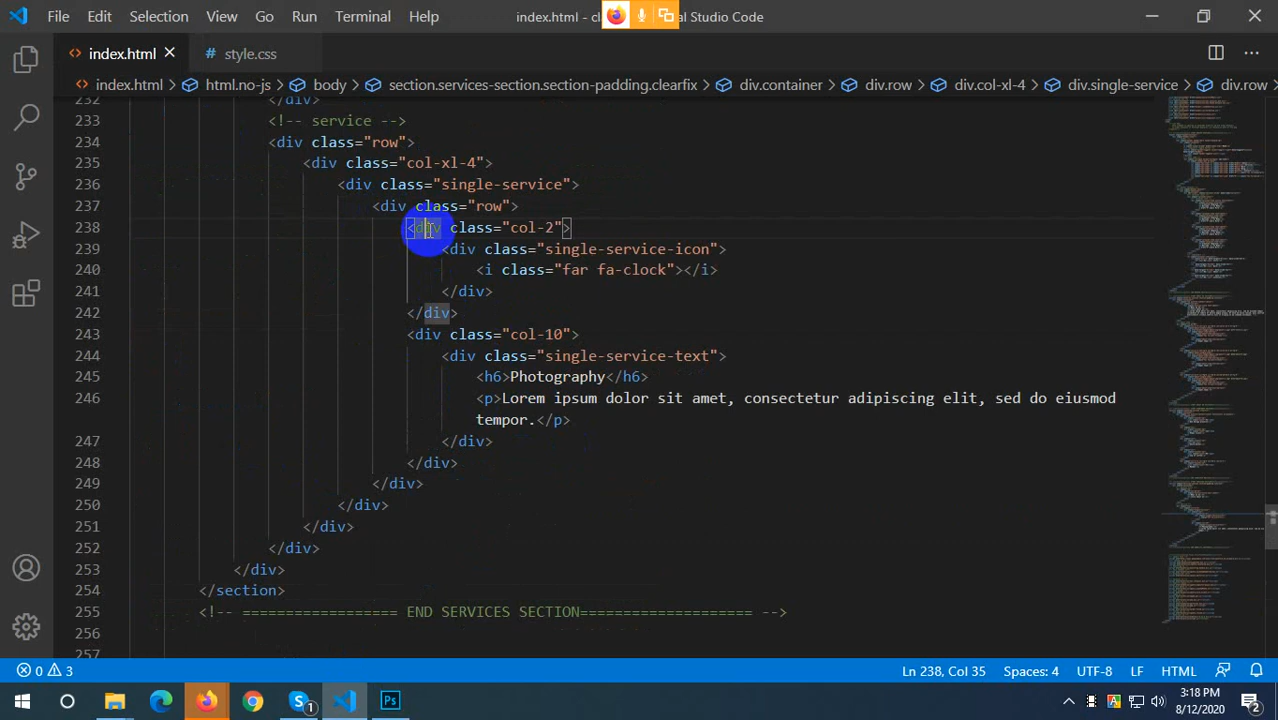 File Edit Selection View Go Run Terminal Help index.html - cl al Studio Code
<> index.html × # style.css ...
<> index.html > html.no-js > body > section.services-section.section-padding.clearfix > div.container > div.row > div.col-xl-4 > div.single-service > div.row >
232 </div>
233 <!-- service -->
234 <div class="row">
235 <div class="col-xl-4">
236 <div class="single-service">
237 <div class="row">
238 <div class="col-2">
239 <div class="single-service-icon">
240 <i Class="far fa-clock"></i>
241 </div>
242 </div>
243 <div class="col-10">
244 <div class="single-service-text">
245 <h6>Photography</h6>
246 <p>Lorem ipsum dolor sit amet, consectetur adipiscing elit, sed do eiusmod
tempor.</p>
247 </div>
248 </div>
249 </div>
250 </div>
251 </div>
252 </div>
253 </div>
254 </section>
255 <!-- ================== END SERVICE SECTION==================== -->
256
257
0 3 Ln 238, Col 35 Spaces: 4 UTF-8 LF HTML
S 1 Ps A 3:18 PM
8/12/2020 2